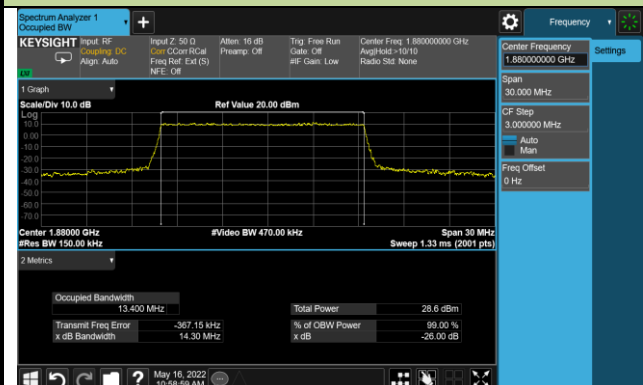 Spectrum Analyzer 1
Occupied BW
Frequency
KEYSIGHT
Input: RF
Coupling: DC
Align: Auto
Input Z: 50 Ω
Corr CCorr RCal
Freq Ref: Ext (S)
NFE: Off
Atten: 16 dB
Preamp: Off
Trig: Free Run
Gate: Off
#IF Gain: Low
Center Freq: 1.880000000 GHz
Avg|Hold:>10/10
Radio Std: None
Center Frequency
1.880000000 GHz
Settings
Span
30.000 MHz
CF Step
3.000000 MHz
Auto
Man
Freq Offset
0 Hz
1 Graph
Scale/Div 10.0 dB
Ref Value 20.00 dBm
Log
10.0
0.00
-10.0
-20.0
-30.0
-40.0
-50.0
-60.0
-70.0
Center 1.88000 GHz
#Video BW 470.00 kHz
Span 30 MHz
#Res BW 150.00 kHz
Sweep 1.33 ms (2001 pts)
2 Metrics
Occupied Bandwidth
13.400 MHz
Total Power 28.6 dBm
Transmit Freq Error -367.15 kHz
% of OBW Power 99.00 %
x dB Bandwidth 14.30 MHz
x dB -26.00 dB
May 16, 2022
10:58:59 AM